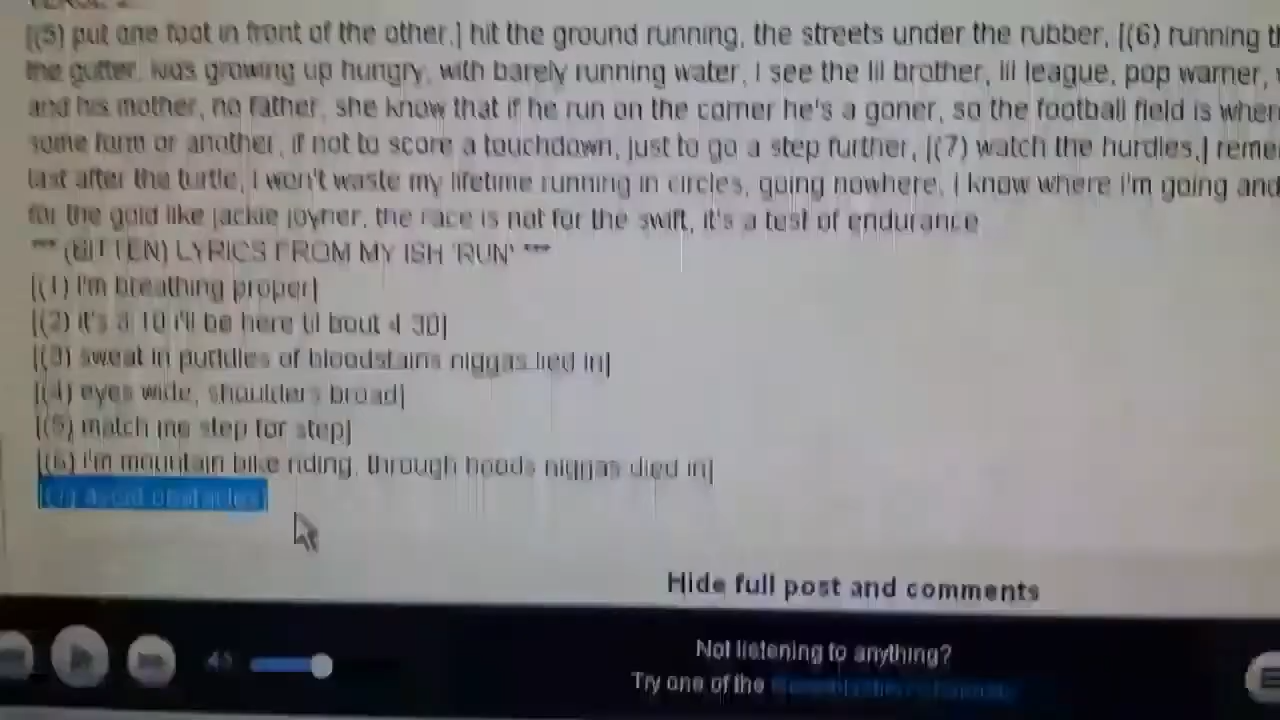 [(5) put one foot in front of the other,] hit the ground running, the streets under the rubber, [(6) running
the gutter, was growing up hungry, with barely running water, i see the lil brother, lil league, pop warner,
and his mother, no father, she know that if he run on the corner he's a goner, so the football field is
some form or another, if not to score a touchdown, just to go a step further, [(7) watch the hurdles,]
last after the turtle, i won't waste my lifetime running in circles, going nowhere, i know where i'm going and
for the gold like jackie joyner, the race is not for the swift, it's a test of endurance
*** (BITTEN) LYRICS FROM MY ISH 'RUN' ***
[(1) i'm breathing proper]
[(2) it's a 10 i'll be here til bout 4 30]
[(3) sweat in puddles of bloodstains niggas lied in]
[(4) eyes wide, shoulders broad]
[(5) match me step for step]
[(6) i'm mountain bike riding, through hoods niggas died in]
[(7) avoid obstacles]
Hide full post and comments
Not listening to anything?
Try one of the